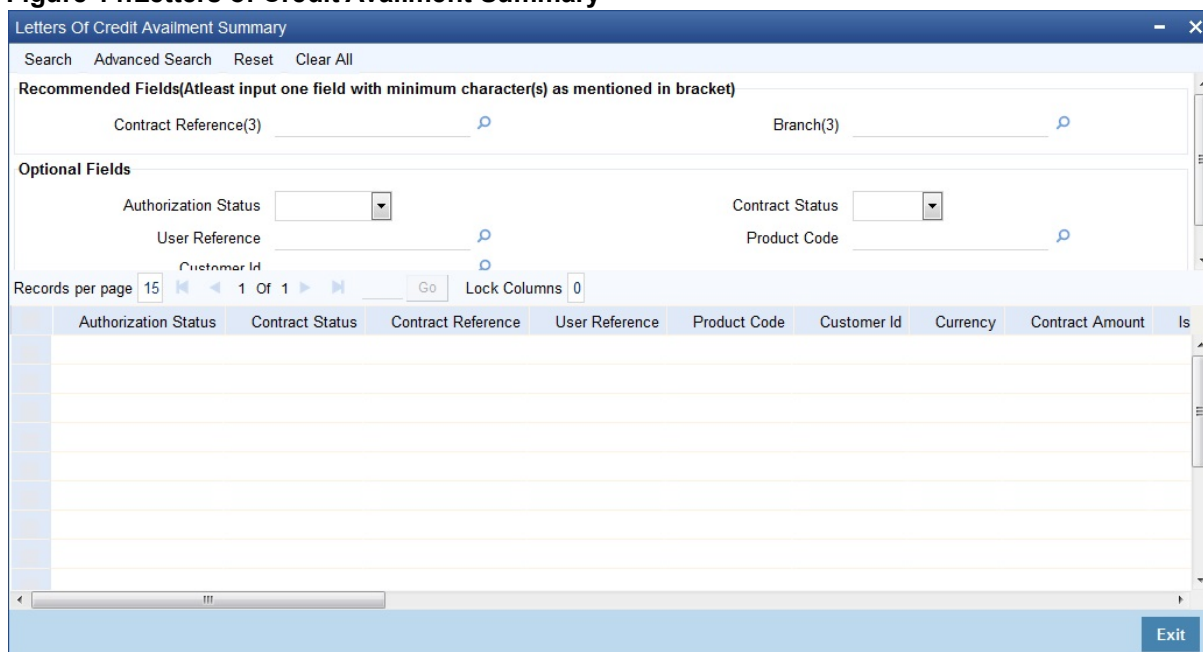 Letters Of Credit Availment Summary
Search Advanced Search Reset Clear All
Recommended Fields(Atleast input one field with minimum character(s) as mentioned in bracket)
Contract Reference(3) Branch(3)
Optional Fields
Authorization Status Contract Status
User Reference Product Code
Customer Id
Records per page 15 1 Of 1 Go Lock Columns 0
Authorization Status Contract Status Contract Reference User Reference Product Code Customer Id Currency Contract Amount Is
Exit